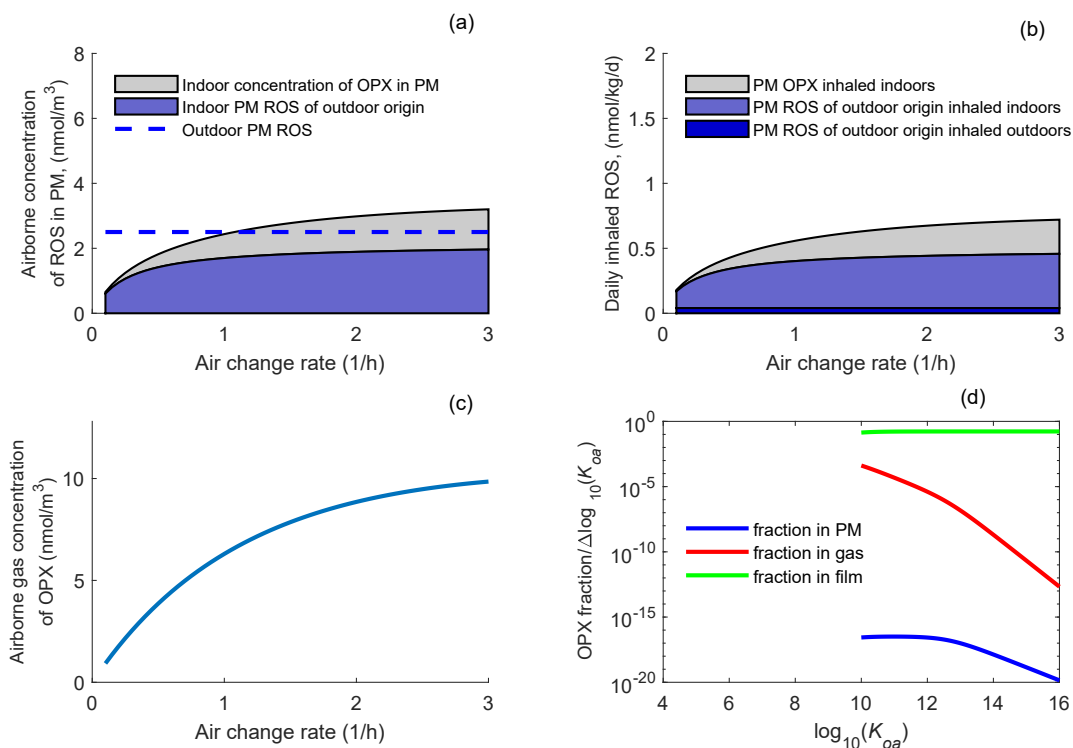 (a)
Airborne concentration
of ROS in PM, (nmol/m³)
8
6
4
2
0
Indoor concentration of OPX in PM
Indoor PM ROS of outdoor origin
Outdoor PM ROS
0 1 2 3
Air change rate (1/h)
(b)
Daily inhaled ROS, (nmol/kg/d)
2
1.5
1
0.5
0
PM OPX inhaled indoors
PM ROS of outdoor origin inhaled indoors
PM ROS of outdoor origin inhaled outdoors
0 1 2 3
Air change rate (1/h)
(c)
Airborne gas concentration
of OPX (nmol/m³)
10
5
0
0 1 2 3
Air change rate (1/h)
(d)
OPX fraction/Δlog₁₀(K_oa)
10⁰
10⁻⁵
10⁻¹⁰
10⁻¹⁵
10⁻²⁰
fraction in PM
fraction in gas
fraction in film
4 6 8 10 12 14 16
log₁₀(K_oa)